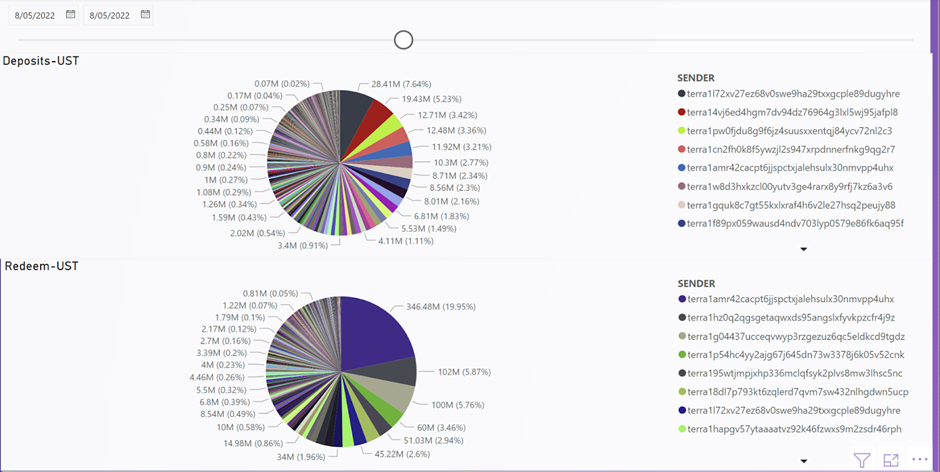 8/05/2022 8/05/2022
Deposits-UST
0.07M (0.02%)
0.17M (0.04%)
0.25M (0.07%)
0.34M (0.09%)
0.44M (0.12%)
0.58M (0.16%)
0.8M (0.22%)
0.9M (0.24%)
1M (0.27%)
1.08M (0.29%)
1.26M (0.34%)
1.59M (0.43%)
2.02M (0.54%)
3.4M (0.91%)
28.41M (7.64%)
19.43M (5.23%)
12.71M (3.42%)
12.48M (3.36%)
11.92M (3.21%)
10.3M (2.77%)
8.71M (2.34%)
8.56M (2.3%)
8.01M (2.16%)
6.81M (1.83%)
5.53M (1.49%)
4.11M (1.11%)
SENDER
terra1l72xv27ez68v0swe9ha29txxgcple89dugyhre
terra14vj6ed4hgm7dv94dz76964g3lxl5wj95jafpl8
terra1pw0fjdu8g9f6jz4suusxxentqj84ycv72nl2c3
terra1cn2fh0k8f5ywzjl2s947xrpdnnerfnkg9qg2r7
terra1amr42cacpt6jjspctxjalehsulx30nmvpp4uhx
terra1w8d3hxkzcl00yutv3ge4rarx8y9rfj7kz6a3v6
terra1gquk8c7gt55kxlxraf4h6v2le27hsq2peujy88
terra1f89px059wausd4ndv703lyp0579e86fk6aq95f
Redeem-UST
0.81M (0.05%)
1.22M (0.07%)
1.79M (0.1%)
2.17M (0.12%)
2.7M (0.16%)
3.39M (0.2%)
4M (0.23%)
4.46M (0.26%)
5.5M (0.32%)
6.8M (0.39%)
8.54M (0.49%)
10M (0.58%)
14.98M (0.86%)
34M (1.96%)
346.48M (19.95%)
102M (5.87%)
100M (5.76%)
60M (3.46%)
51.03M (2.94%)
45.22M (2.6%)
SENDER
terra1amr42cacpt6jjspctxjalehsulx30nmvpp4uhx
terra1hz0q2qgsgetaqwxds95angslxfyvkpzcfr4j9z
terra1g04437ucceqvwyp3rzgezuz6qc5eldkcd9tgdz
terra1p54hc4yy2ajg67j645dn73w3378j6k05v52cnk
terra195wtjmpjxhp336mclqfsyk2plvs8mw3lhsc5nc
terra18dl7p793kt6zqlerd7qvm7sw432nlhgdwn5ucp
terra1l72xv27ez68v0swe9ha29txxgcple89dugyhre
terra1hapgv57ytaaaatvz92k46fzwxs9m2zsdr46rph